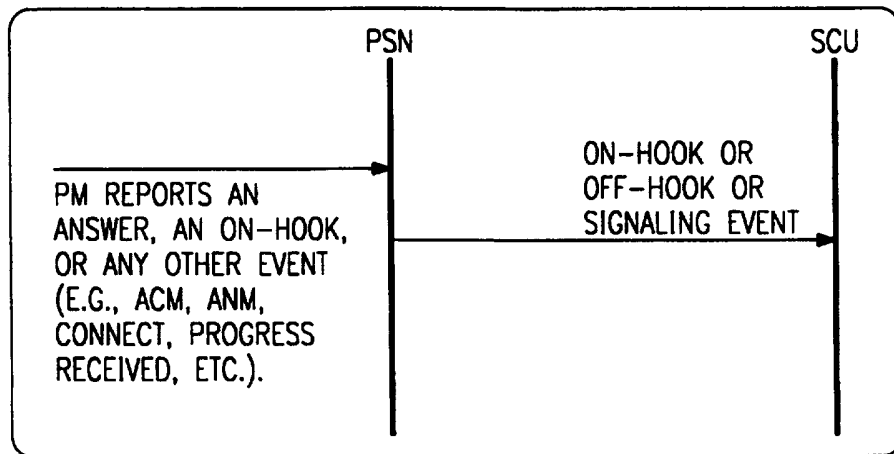 PSN
SCU
PM REPORTS AN
ANSWER, AN ON-HOOK,
OR ANY OTHER EVENT
(E.G., ACM, ANM,
CONNECT, PROGRESS
RECEIVED, ETC.).
ON-HOOK OR
OFF-HOOK OR
SIGNALING EVENT